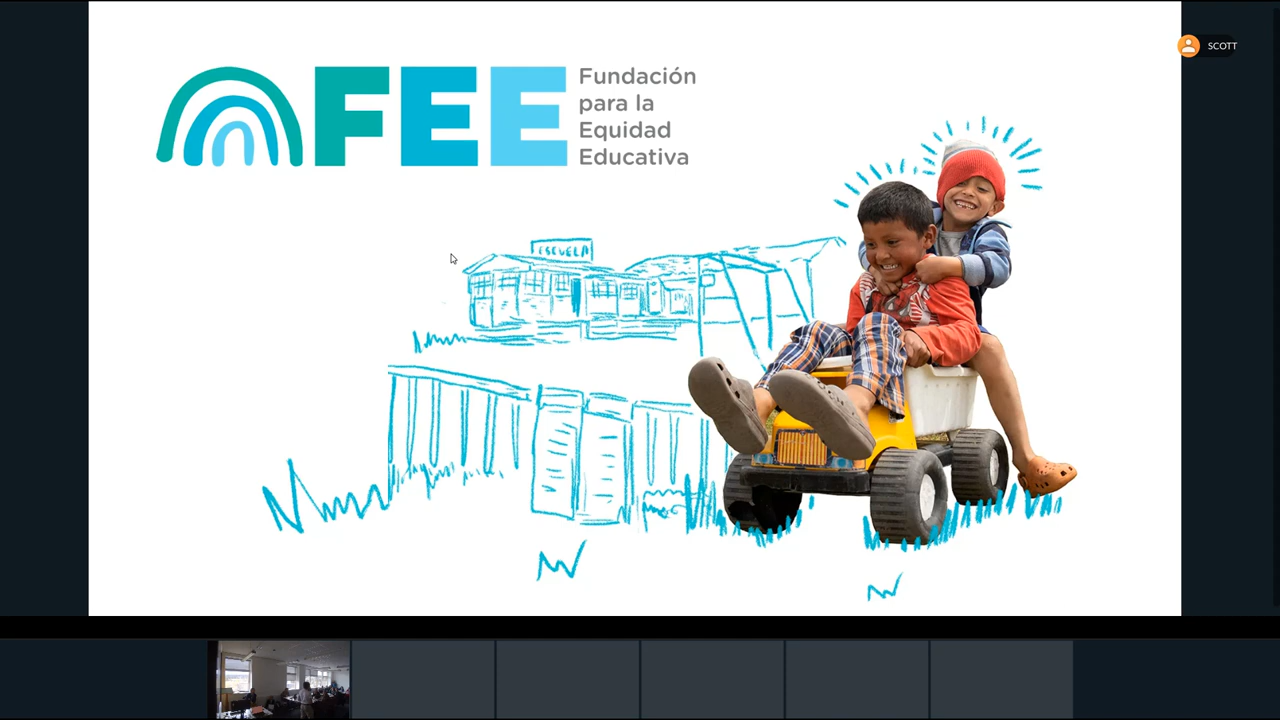 FEE
Fundación
para la
Equidad
Educativa
SCOTT
ESCUELA